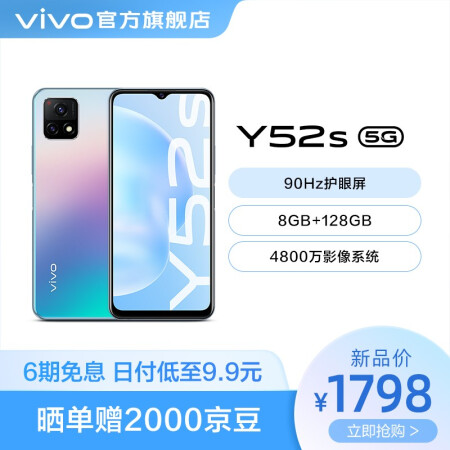 vivo官方旗舰店
Y52s 5G
90Hz护眼屏
8GB+128GB
4800万影像系统
vivo
Y52s
6期免息 日付低至9.9元
晒单赠2000京豆
新品价
¥1798
立即抢购>